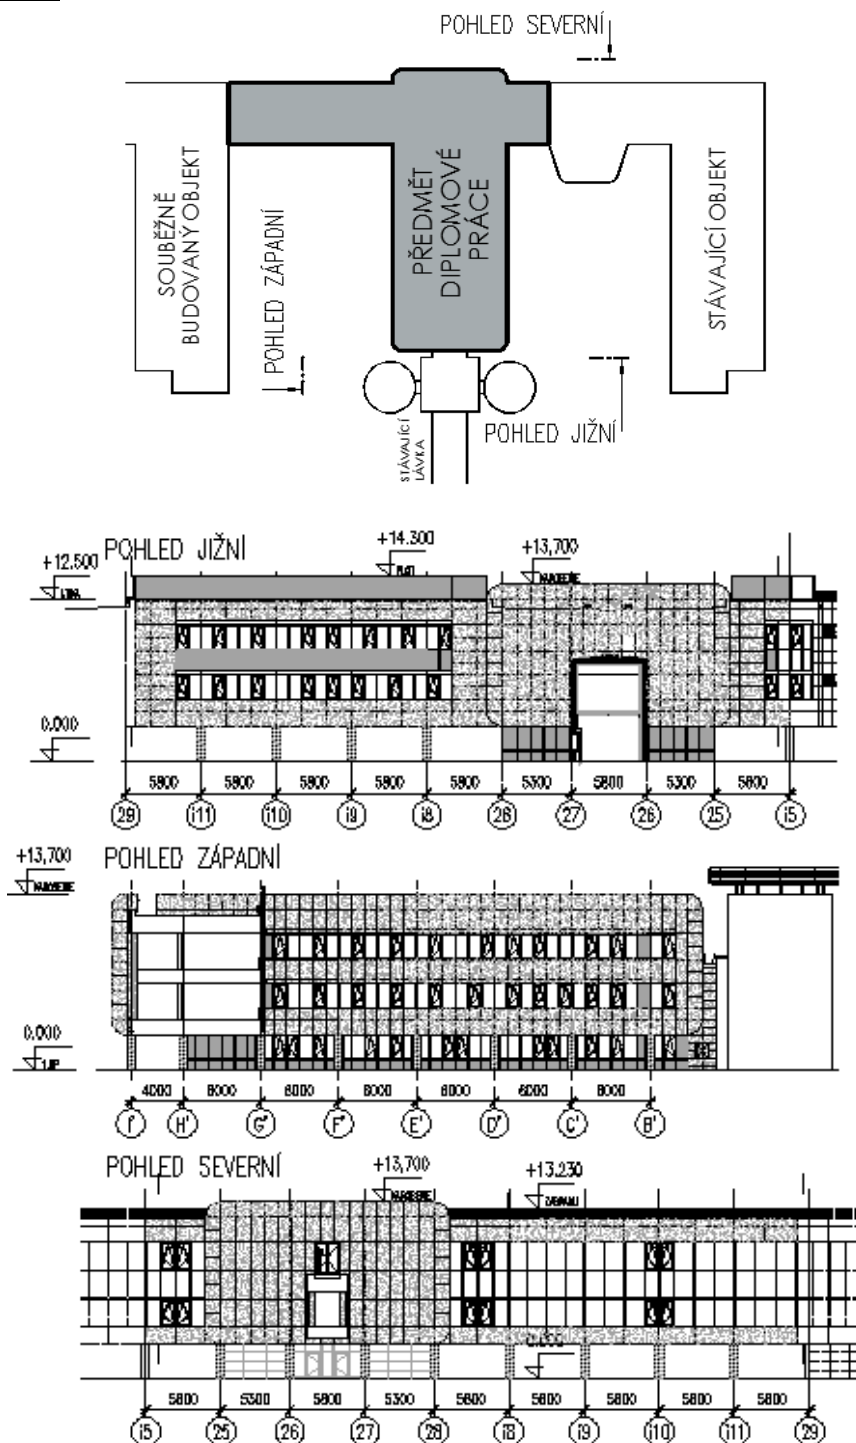 POHLED SEVERNÍ
SOUBĚŽNĚ
BUDOVANÝ OBJEKT
POHLED ZÁPADNÍ
PŘEDMĚT
DIPLOMOVÉ
PRÁCE
STÁVAJÍCÍ OBJEKT
STÁVAJÍCÍ
LÁVKA
POHLED JIŽNÍ
POHLED JIŽNÍ
+12.500
+14.300
+13,700
0.000
5800 5800 5800 5800 5800 5300 5800 5300 5800
29 i11 i10 i9 i8 28 27 26 25 i5
POHLED ZÁPADNÍ
+13,700
0.000
4000 6000 6000 6000 6000 6000 6000
I' H' G' F' E' D' C' B'
POHLED SEVERNÍ
+13,700
+13.230
0.000
5800 5300 5800 5300 5800 5800 5800 5800 5800
i5 25 26 27 28 i8 i9 i10 i11 29